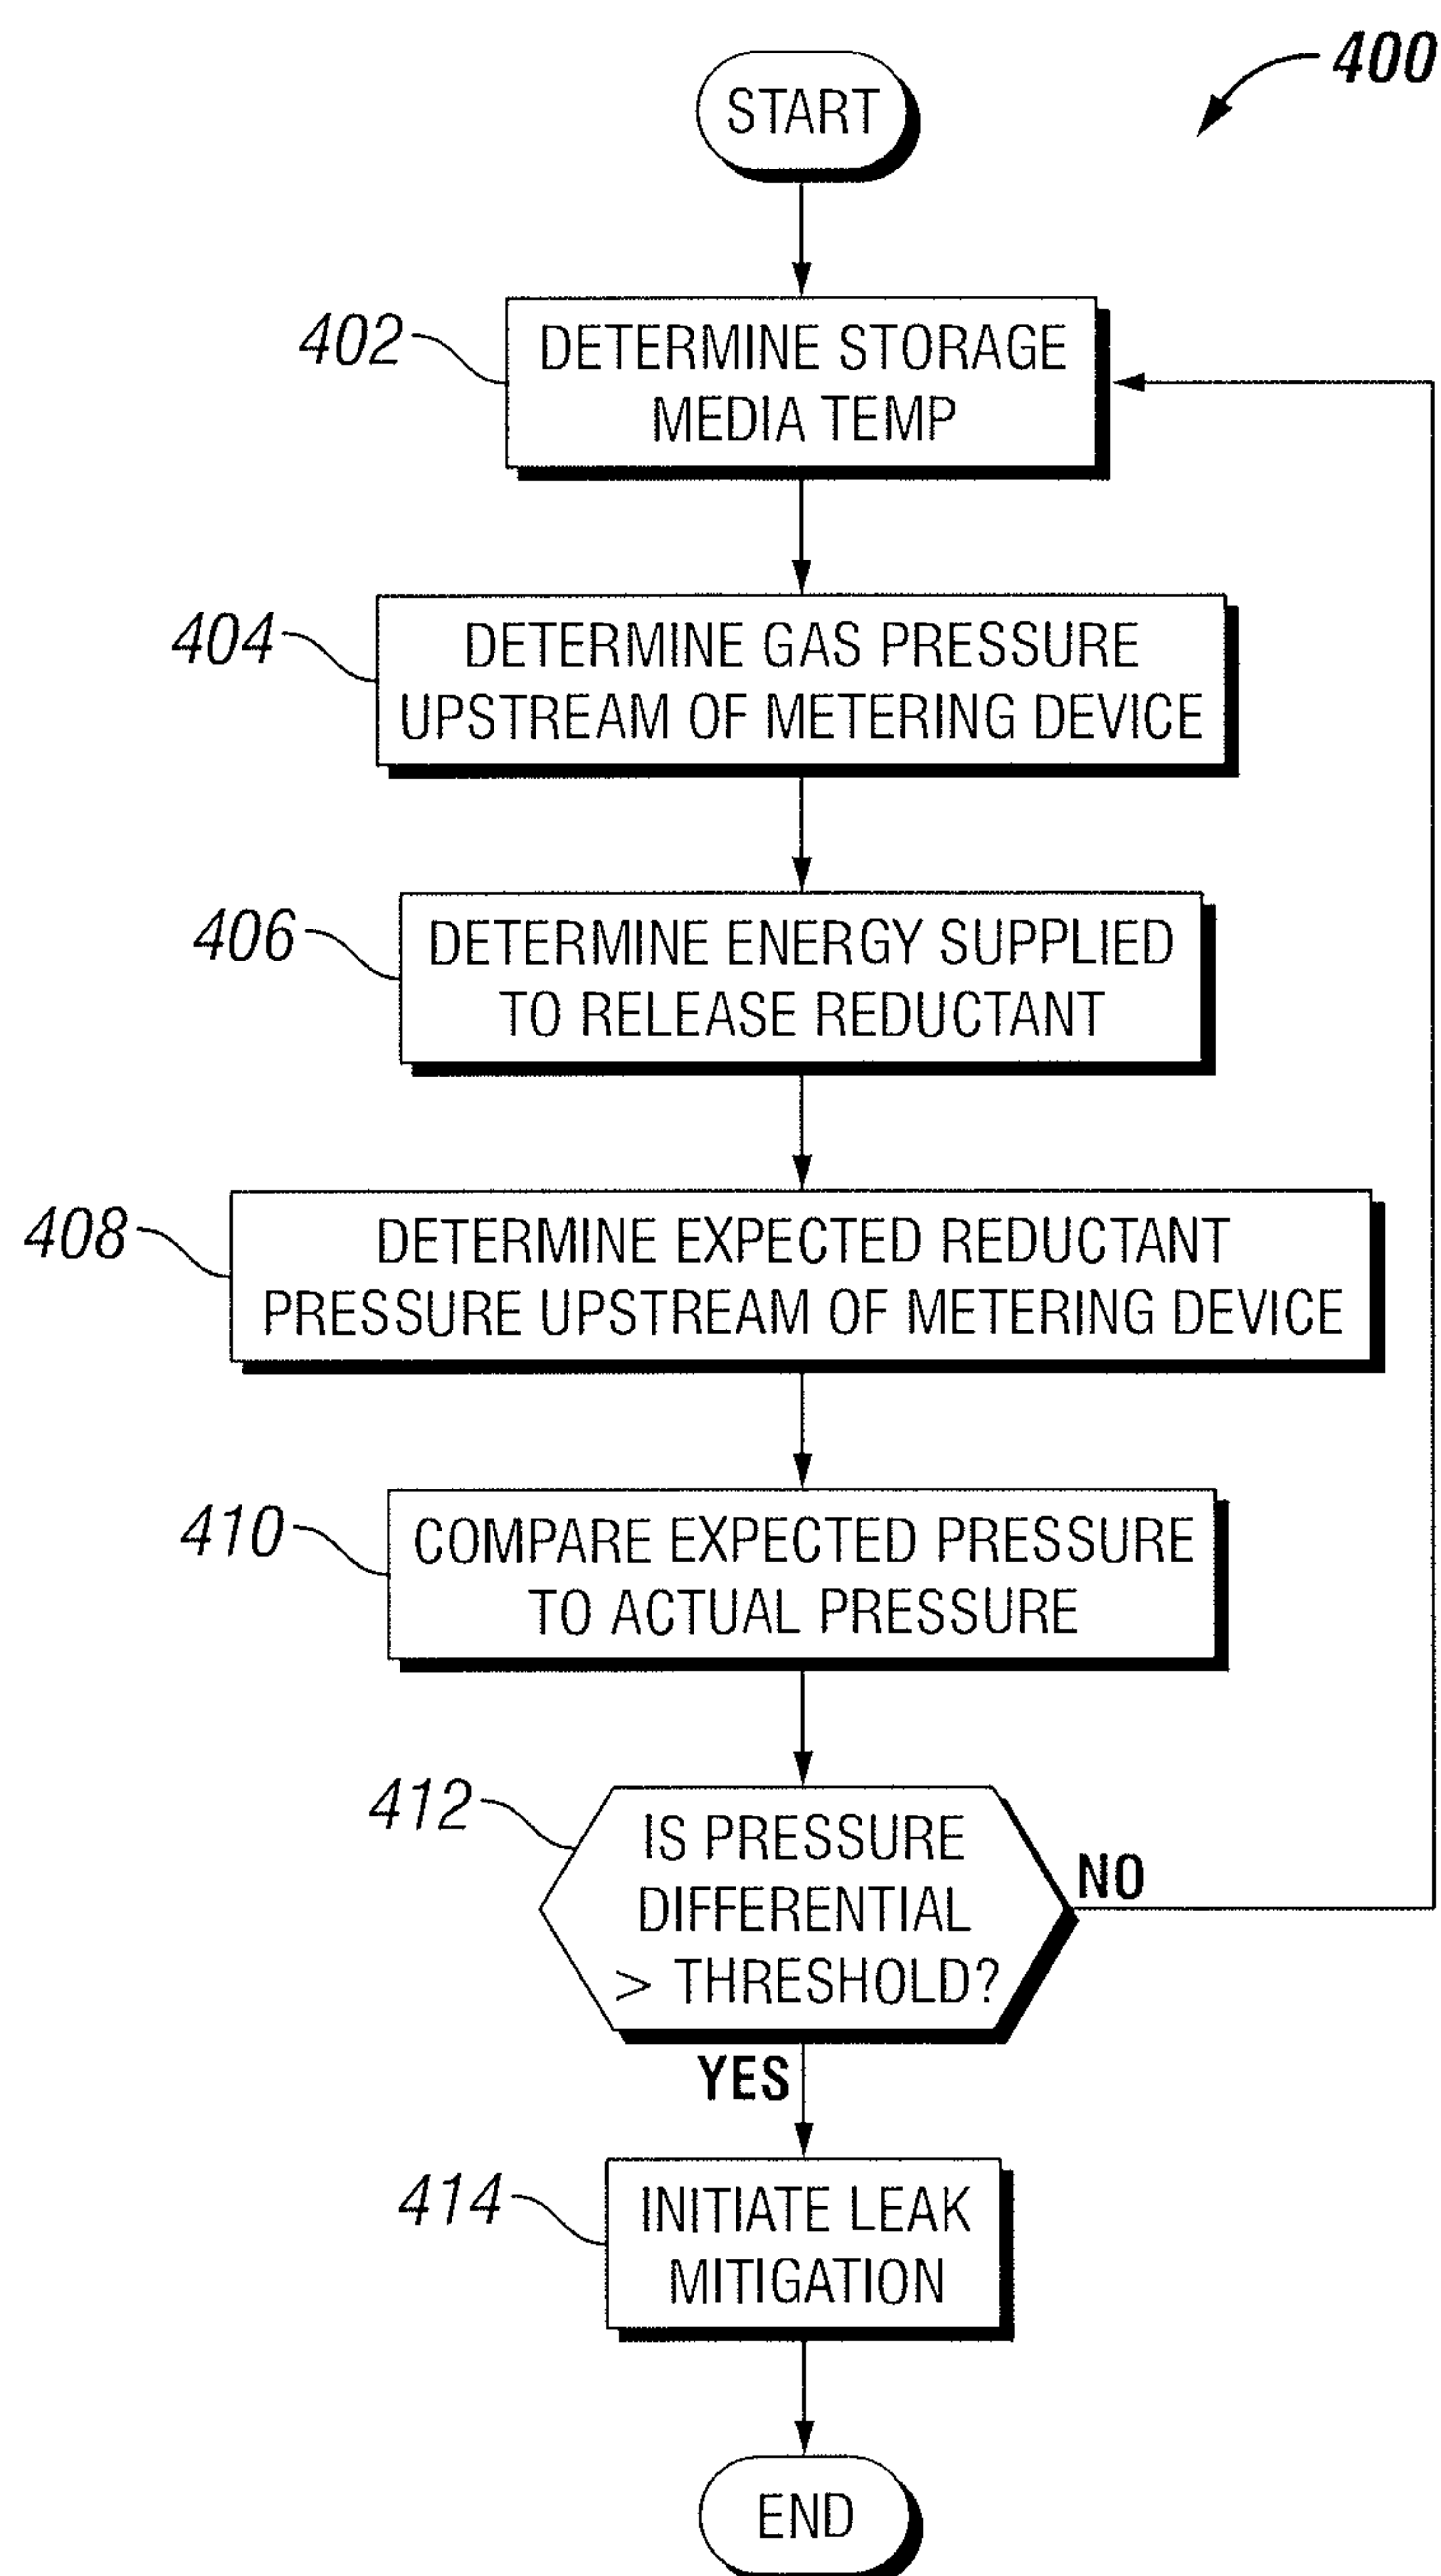 400
START
402
DETERMINE STORAGE
MEDIA TEMP
404
DETERMINE GAS PRESSURE
UPSTREAM OF METERING DEVICE
406
DETERMINE ENERGY SUPPLIED
TO RELEASE REDUCTANT
408
DETERMINE EXPECTED REDUCTANT
PRESSURE UPSTREAM OF METERING DEVICE
410
COMPARE EXPECTED PRESSURE
TO ACTUAL PRESSURE
412
IS PRESSURE
DIFFERENTIAL
> THRESHOLD?
NO
YES
414
INITIATE LEAK
MITIGATION
END